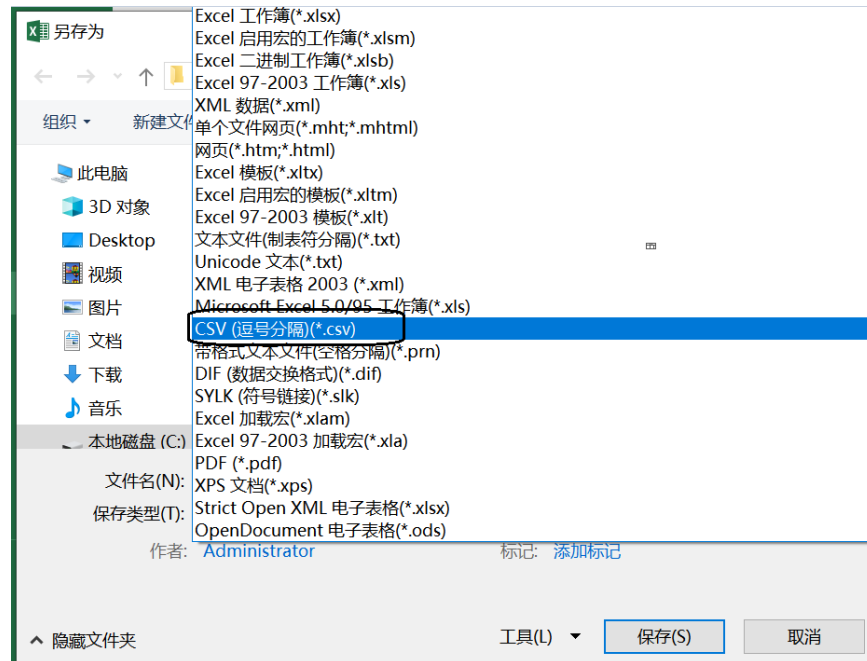 另存为
组织
新建文件
此电脑
3D 对象
Desktop
视频
图片
文档
下载
音乐
本地磁盘 (C:)
Excel 工作簿(*.xlsx)
Excel 启用宏的工作簿(*.xlsm)
Excel 二进制工作簿(*.xlsb)
Excel 97-2003 工作簿(*.xls)
XML 数据(*.xml)
单个文件网页(*.mht;*.mhtml)
网页(*.htm;*.html)
Excel 模板(*.xltx)
Excel 启用宏的模板(*.xltm)
Excel 97-2003 模板(*.xlt)
文本文件(制表符分隔)(*.txt)
Unicode 文本(*.txt)
XML 电子表格 2003 (*.xml)
Microsoft Excel 5.0/95 工作簿(*.xls)
CSV (逗号分隔)(*.csv)
带格式文本文件(空格分隔)(*.prn)
DIF (数据交换格式)(*.dif)
SYLK (符号链接)(*.slk)
Excel 加载宏(*.xlam)
Excel 97-2003 加载宏(*.xla)
PDF (*.pdf)
XPS 文档(*.xps)
Strict Open XML 电子表格(*.xlsx)
OpenDocument 电子表格(*.ods)
文件名(N):
保存类型(T):
作者: Administrator
标记: 添加标记
隐藏文件夹
工具(L)
保存(S)
取消